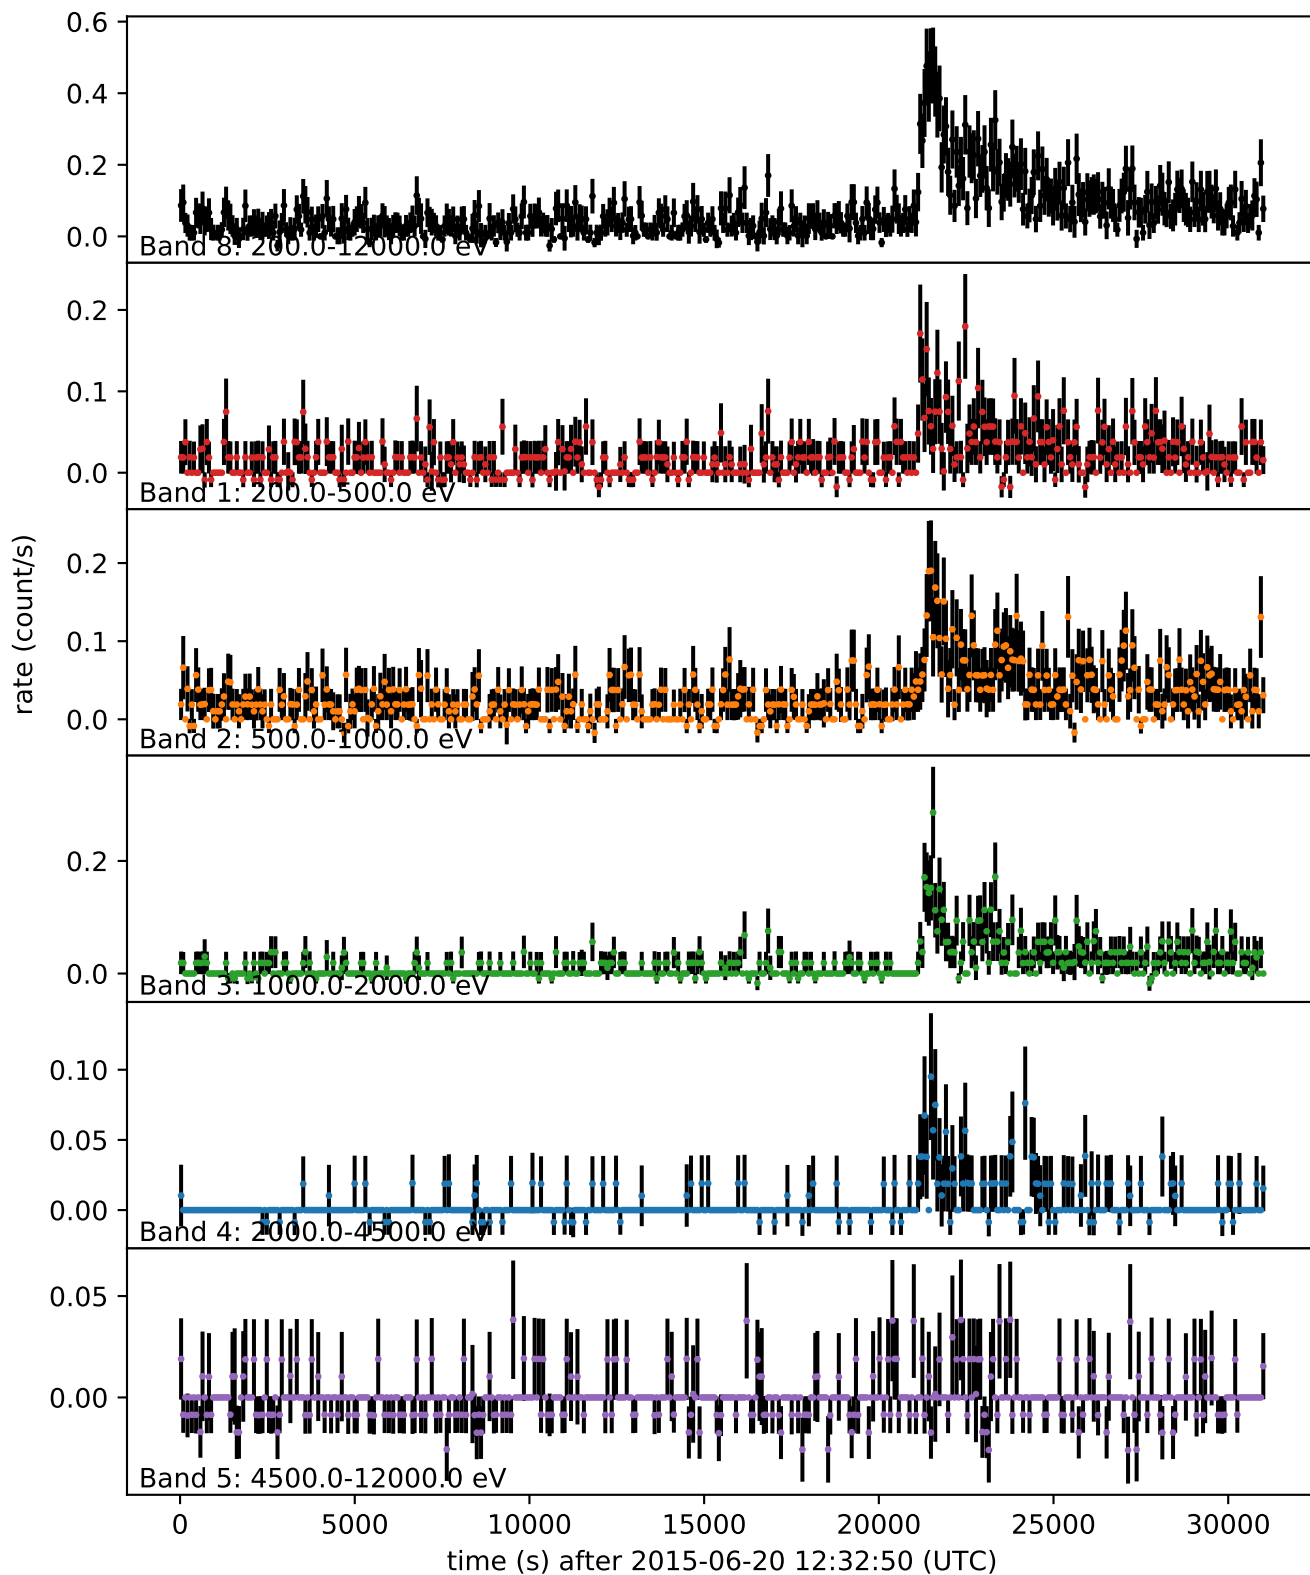 0.6
0.4
0.2
0.0
Band 8: 200.0-12000.0 eV
0.2
0.1
0.0
Band 1: 200.0-500.0 eV
rate (count/s)
0.2
0.1
0.0
Band 2: 500.0-1000.0 eV
0.2
0.0
Band 3: 1000.0-2000.0 eV
0.10
0.05
0.00
Band 4: 2000.0-4500.0 eV
0.05
0.00
Band 5: 4500.0-12000.0 eV
0 5000 10000 15000 20000 25000 30000
time (s) after 2015-06-20 12:32:50 (UTC)